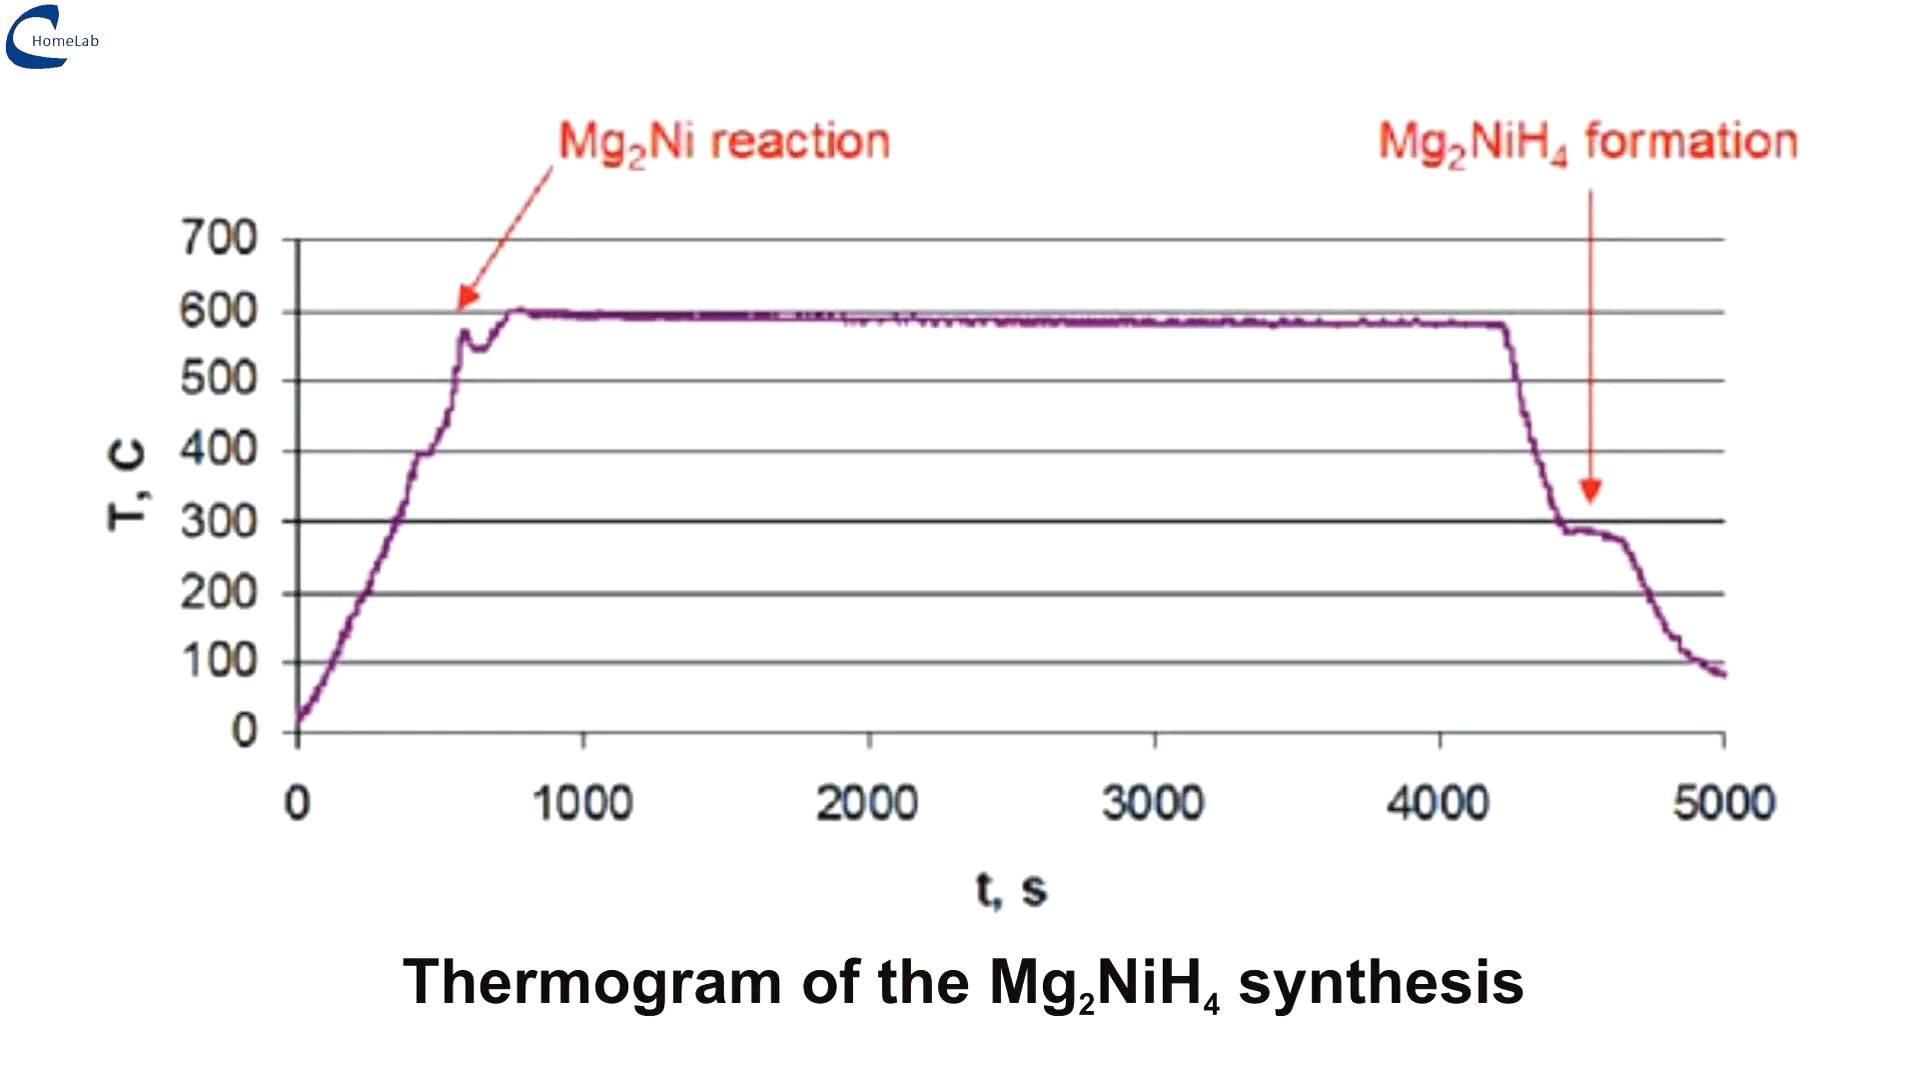 HomeLab
Mg₂Ni reaction
Mg₂NiH₄ formation
700
600
500
400
300
200
100
0
T, C
0 1000 2000 3000 4000 5000
t, s
Thermogram of the Mg₂NiH₄ synthesis